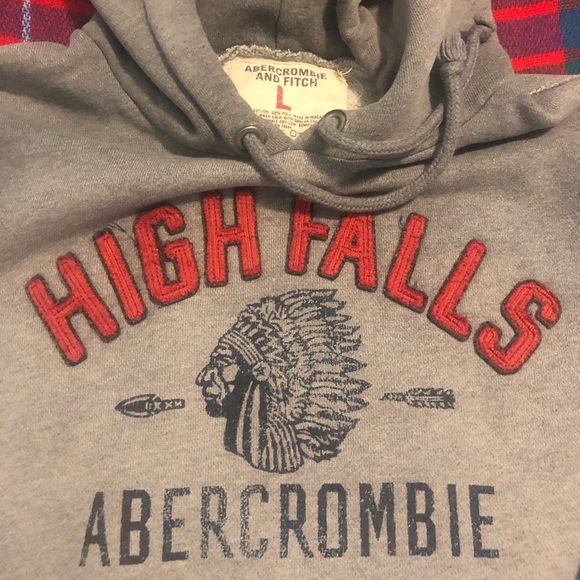 ABERCROMBIE
AND FITCH
L
HIGH FALLS
ABERCROMBIE